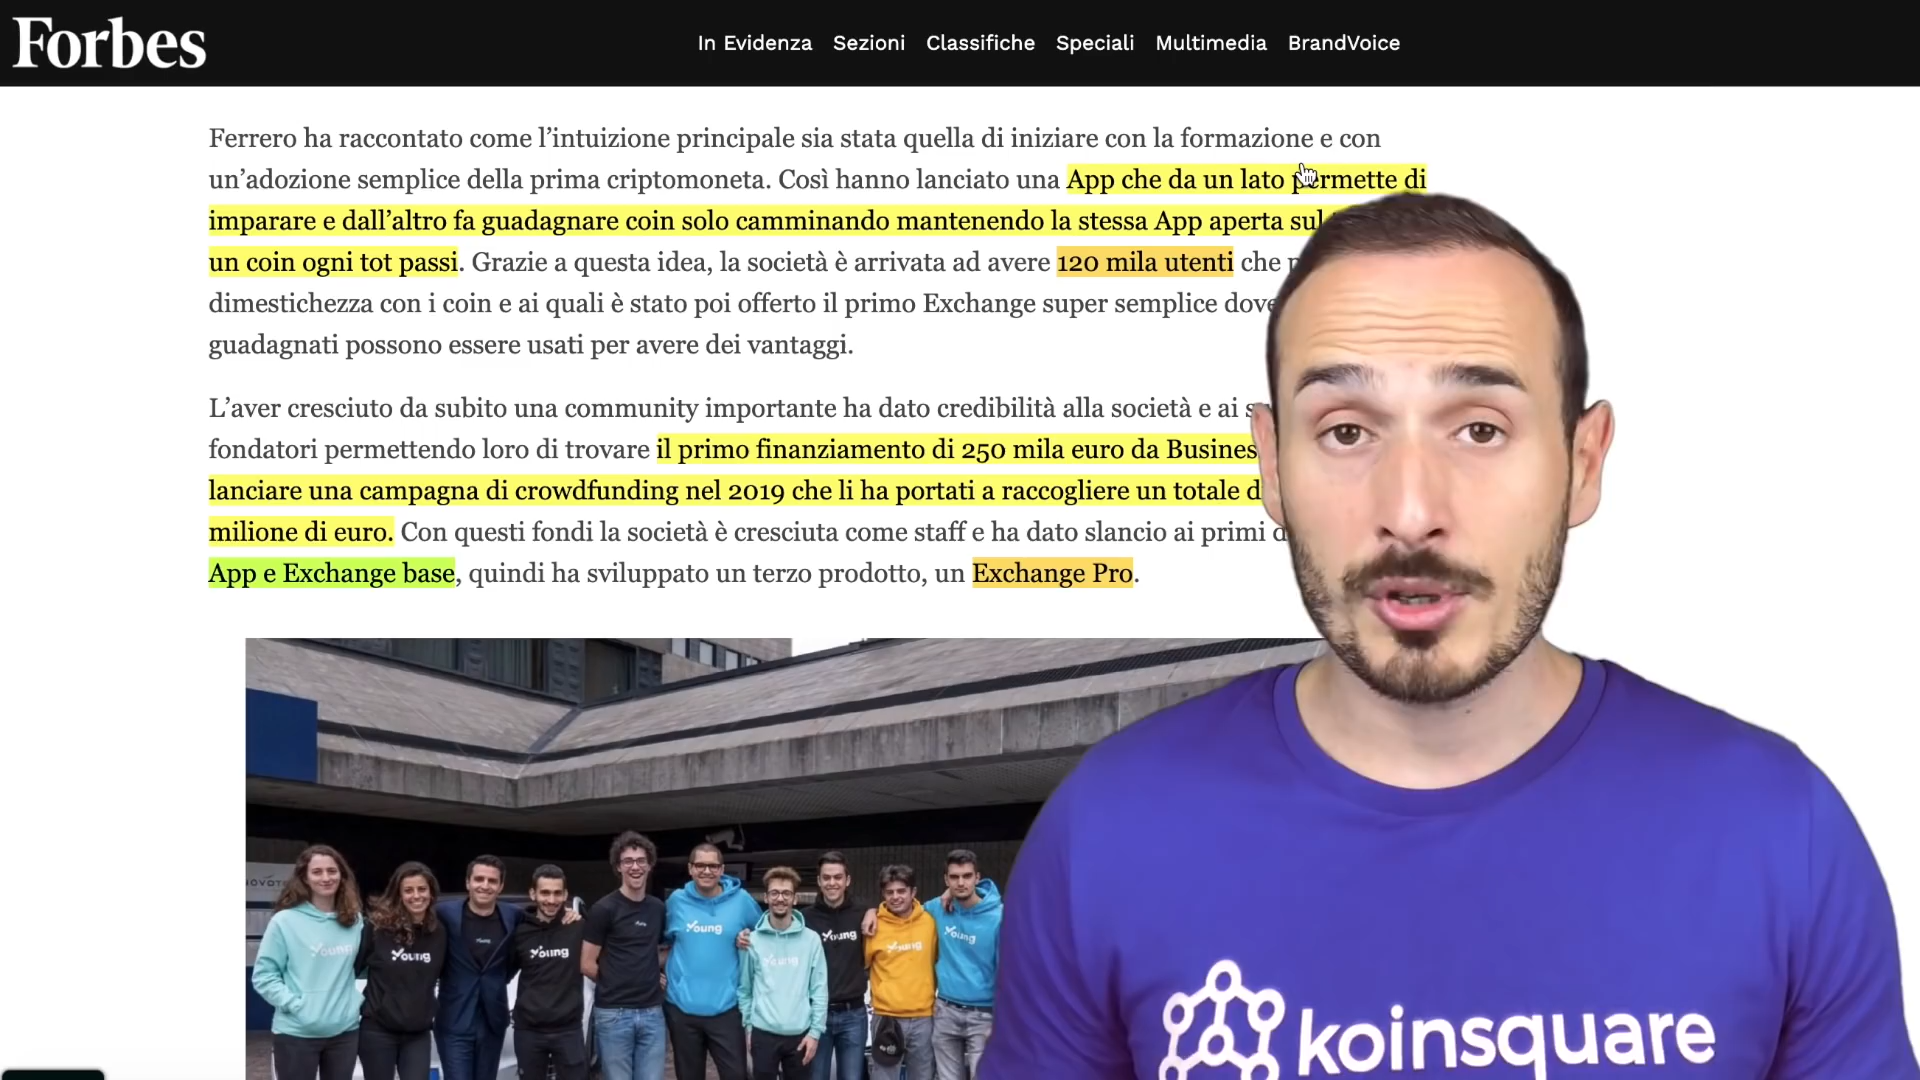 Forbes
In Evidenza Sezioni Classifiche Speciali Multimedia BrandVoice
Ferrero ha raccontato come l’intuizione principale sia stata quella di iniziare con la formazione e con
un’adozione semplice della prima criptomoneta. Così hanno lanciato una App che da un lato permette di
imparare e dall’altro fa guadagnare coin solo camminando mantenendo la stessa App aperta sul
un coin ogni tot passi. Grazie a questa idea, la società è arrivata ad avere 120 mila utenti che
dimestichezza con i coin e ai quali è stato poi offerto il primo Exchange super semplice dove
guadagnati possono essere usati per avere dei vantaggi.
L’aver cresciuto da subito una community importante ha dato credibilità alla società e ai
fondatori permettendo loro di trovare il primo finanziamento di 250 mila euro da
lanciare una campagna di crowdfunding nel 2019 che li ha portati a raccogliere un totale
milione di euro. Con questi fondi la società è cresciuta come staff e ha dato slancio ai primi
App e Exchange base, quindi ha sviluppato un terzo prodotto, un Exchange Pro.
Young
Young
Young
Young
Young
Young
Young
Young
koinsquare